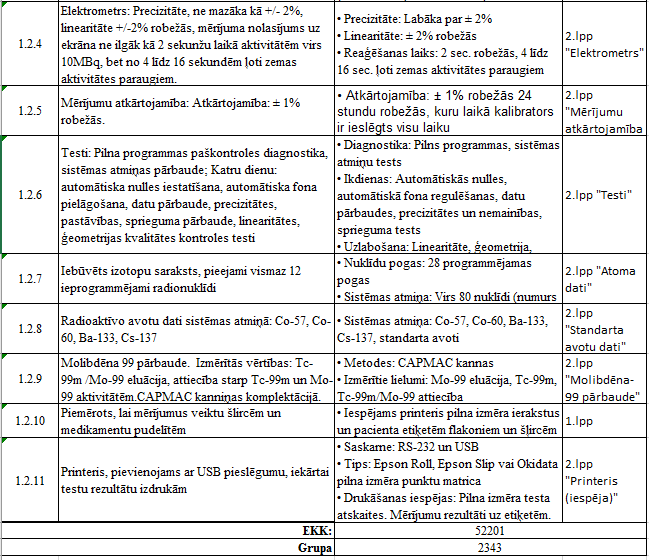 1.2.4
Elektrometrs: Precizitāte, ne mazāka kā +/- 2%,
linearitāte +/-2% robežās, mērījuma nolasījums uz
ekrāna ne ilgāk kā 2 sekunžu laikā aktivitātēm virs
10MBq, bet no 4 līdz 16 sekundēm ļoti zemas
aktivitātes paraugiem.
• Precizitāte: Labāka par ± 2%
• Linearitāte: ± 2% robežās
• Reaģēšanas laiks: 2 sec. robežās, 4 līdz
16 sec. ļoti zemas aktivitātes paraugiem
2.lpp
"Elektrometrs"
1.2.5
Mērījumu atkārtojamība: Atkārtojamība: ± 1%
robežās.
• Atkārtojamība: ± 1% robežās 24
stundu robežās, kuru laikā kalibrators
ir ieslēgts visu laiku
2.lpp
"Mērījumu
atkārtojamība
1.2.6
Testi: Pilna programmas paškontroles diagnostika,
sistēmas atmiņas pārbaude; Katru dienu:
automātiska nulles iestatīšana, automātiska fona
pielāgošana, datu pārbaude, precizitātes,
pastāvības, sprieguma pārbaude, linearitātes,
ģeometrijas kvalitātes kontroles testi
• Diagnostika: Pilns programmas, sistēmas
atmiņu tests
• Ikdienas: Automātiskās nulles,
automātiskā fona regulēšanas, datu
pārbaudes, precizitātes un nemainības,
sprieguma tests
• Uzlabošana: Linearitāte, ģeometrija,
2.lpp "Testi"
1.2.7
Iebūvēts izotopu saraksts, pieejami vismaz 12
ieprogrammējami radionuklīdi
• Nuklīdu pogas: 28 programmējamas
pogas
• Sistēmas atmiņa: Virs 80 nuklīdi (numurs
2.lpp "Atoma
dati"
1.2.8
Radioaktīvo avotu dati sistēmas atmiņā: Co-57, Co-
60, Ba-133, Cs-137
• Sistēmas atmiņa: Co-57, Co-60, Ba-133,
Cs-137, standarta avoti
2.lpp
"Standarta
avotu dati"
1.2.9
Molibdēna 99 pārbaude.  Izmērītās vērtības: Tc-
99m /Mo-99 eluācija, attiecība starp Tc-99m un Mo-
99 aktivitātēm.CAPMAC kanniņas komplektācijā.
• Metodes: CAPMAC kannas
• Izmērītie lielumi: Mo-99 eluācija, Tc-99m,
Tc-99m/Mo-99 attiecība
2.lpp
"Molibdēna-
99 pārbaude"
1.2.10
Piemērots, lai mērījumus veiktu šļircēm un
medikamentu pudelītēm
• Iespējams printeris pilna izmēra ierakstus
un pacienta etiķetēm flakoniem un šļircēm
1.lpp
1.2.11
Printeris, pievienojams ar USB pieslēgumu, iekārtai
testu rezultātu izdrukām
• Saskarne: RS-232 un USB
• Tips: Epson Roll, Epson Slip vai Okidata
pilna izmēra punktu matrica
• Drukāšanas iespējas: Pilna izmēra testa
atskaites. Mērījumu rezultāti uz etiķetēm.
2.lpp
"Printeris
(iespēja)"
EKK:
52201
Grupa
2343